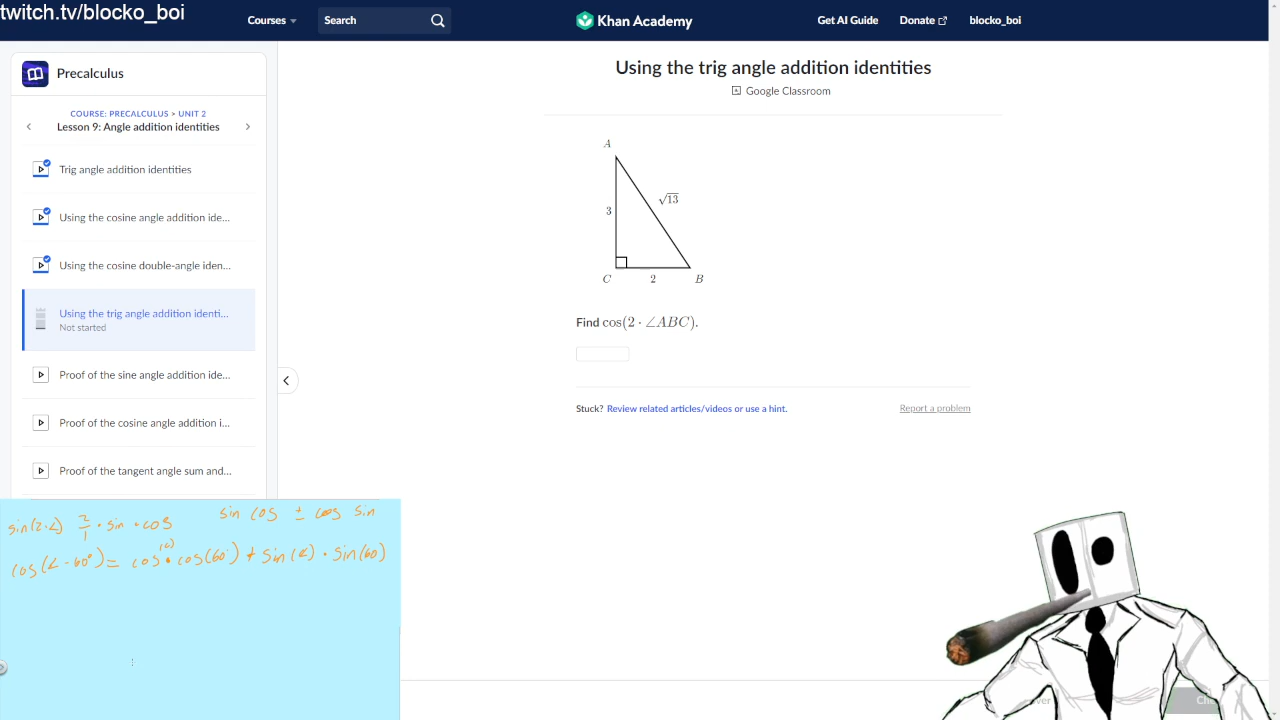 twitch.tv/blocko_boi
Courses
Search
Khan Academy
Get AI Guide
Donate
blocko_boi
Precalculus
COURSE: PRECALCULUS > UNIT 2
Lesson 9: Angle addition identities
Trig angle addition identities
Using the cosine angle addition ide...
Using the cosine double-angle iden...
Using the trig angle addition identi...
Not started
Proof of the sine angle addition ide...
Proof of the cosine angle addition i...
Proof of the tangent angle sum and...
Using the trig angle addition identities
Google Classroom
A
3
√13
C
2
B
Find cos(2 · ∠ABC).
Stuck? Review related articles/videos or use a hint.
Report a problem
sin(2·∠) 2/1 · sin · cos
sin cos ± cos sin
cos(∠ - 60°) = cos(∠) · cos(60°) + sin(∠) · sin(60)